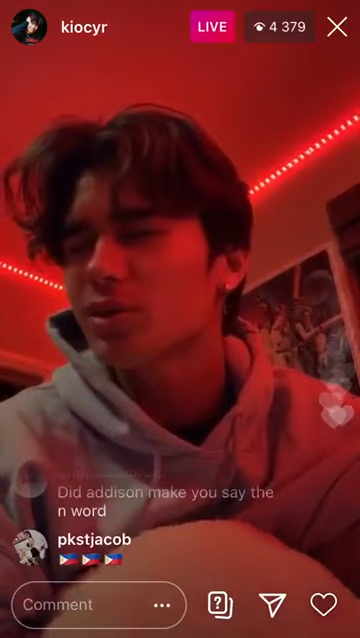 kiocyr
LIVE
4 379
Did addison make you say the
n word
pkstjacob
🇵🇭 🇵🇭 🇵🇭
Comment